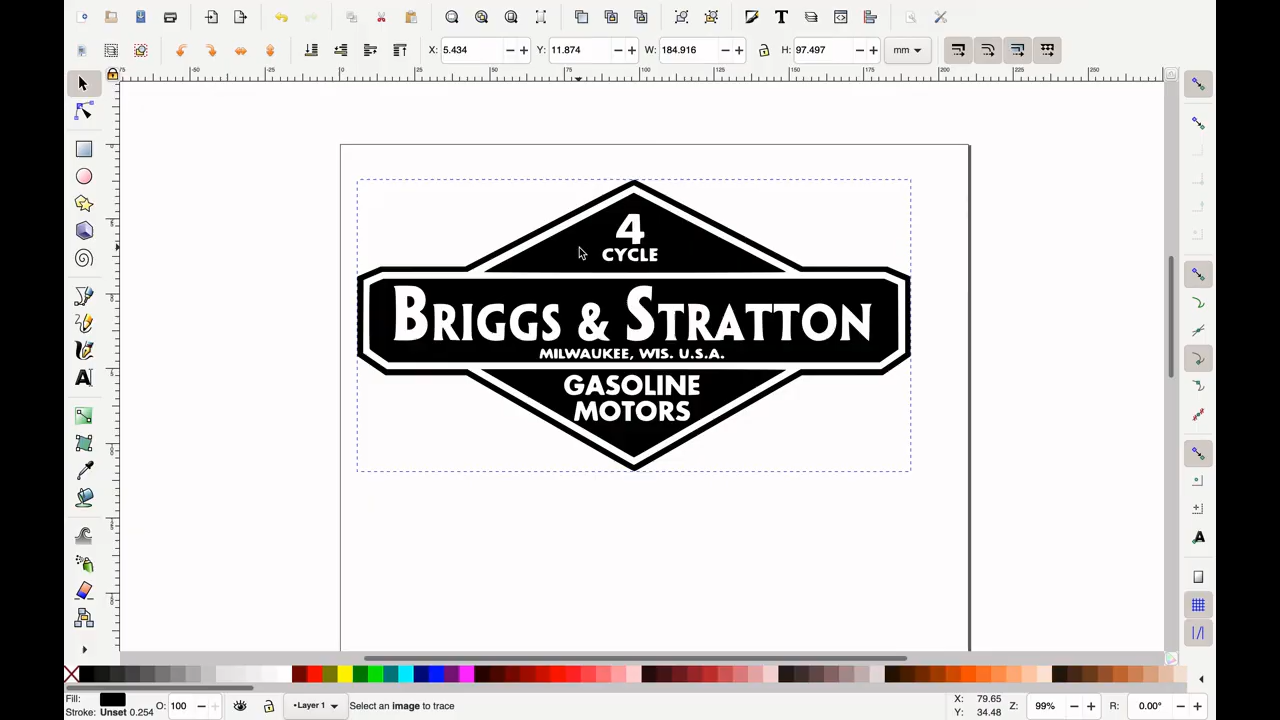 X: 5.434 Y: 11.874 W: 184.916 H: 97.497 mm
4
CYCLE
BRIGGS & STRATTON
MILWAUKEE, WIS. U.S.A.
GASOLINE
MOTORS
Fill:
Stroke: Unset 0.254 O: 100 •Layer 1 Select an image to trace
X: 79.65
Y: 34.48
Z: 99% R: 0.00°